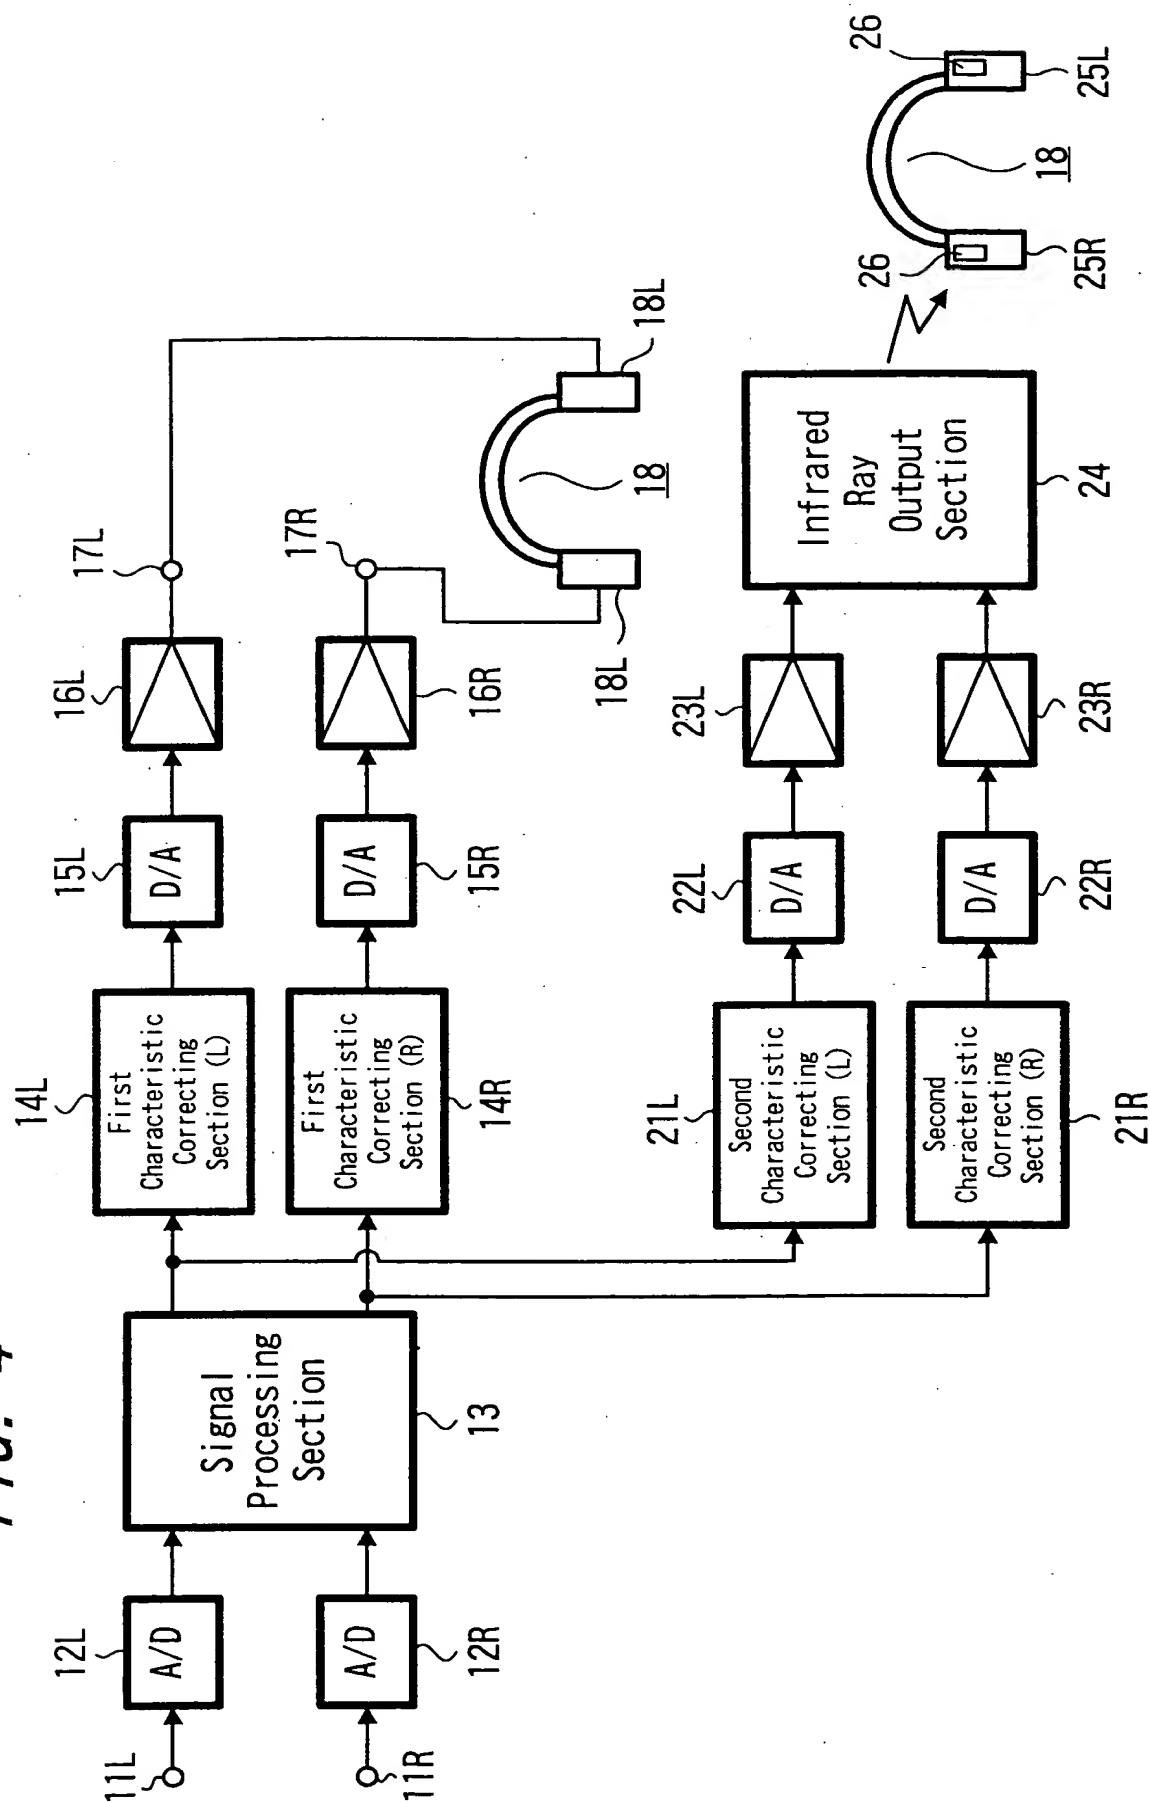 FIG. 4
11L
12L
A/D
11R
12R
A/D
Signal
Processing
Section
13
14L
First
Characteristic
Correcting
Section (L)
14R
First
Characteristic
Correcting
Section (R)
15L
D/A
15R
D/A
16L
16R
17L
17R
18L
18
18L
21L
Second
Characteristic
Correcting
Section (L)
21R
Second
Characteristic
Correcting
Section (R)
22L
D/A
22R
D/A
23L
23R
Infrared
Ray
Output
Section
24
26
25R
18
26
25L